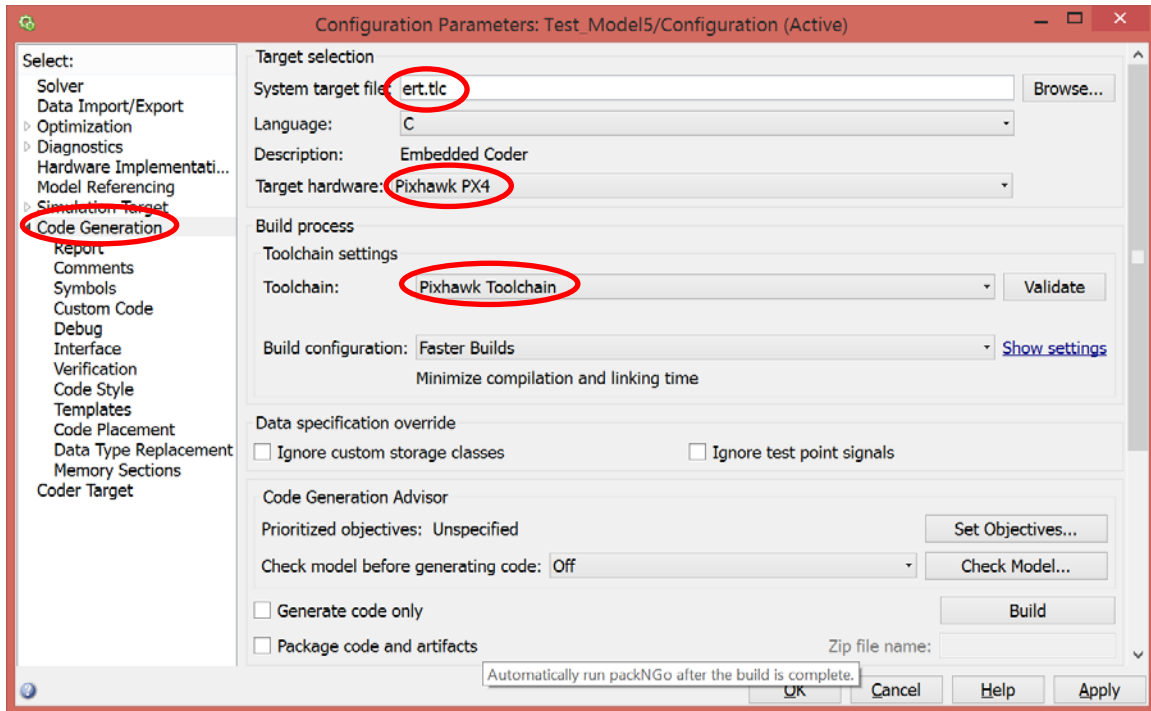 Configuration Parameters: Test_Model5/Configuration (Active)
Select:
Solver
Data Import/Export
Optimization
Diagnostics
Hardware Implementati...
Model Referencing
Simulation Target
Code Generation
Report
Comments
Symbols
Custom Code
Debug
Interface
Verification
Code Style
Templates
Code Placement
Data Type Replacement
Memory Sections
Coder Target
Target selection
System target file: ert.tlc Browse...
Language: C
Description: Embedded Coder
Target hardware: Pixhawk PX4
Build process
Toolchain settings
Toolchain: Pixhawk Toolchain Validate
Build configuration: Faster Builds Show settings
Minimize compilation and linking time
Data specification override
Ignore custom storage classes Ignore test point signals
Code Generation Advisor
Prioritized objectives: Unspecified Set Objectives...
Check model before generating code: Off Check Model...
Generate code only Build
Package code and artifacts Zip file name:
Automatically run packNGo after the build is complete.
OK Cancel Help Apply